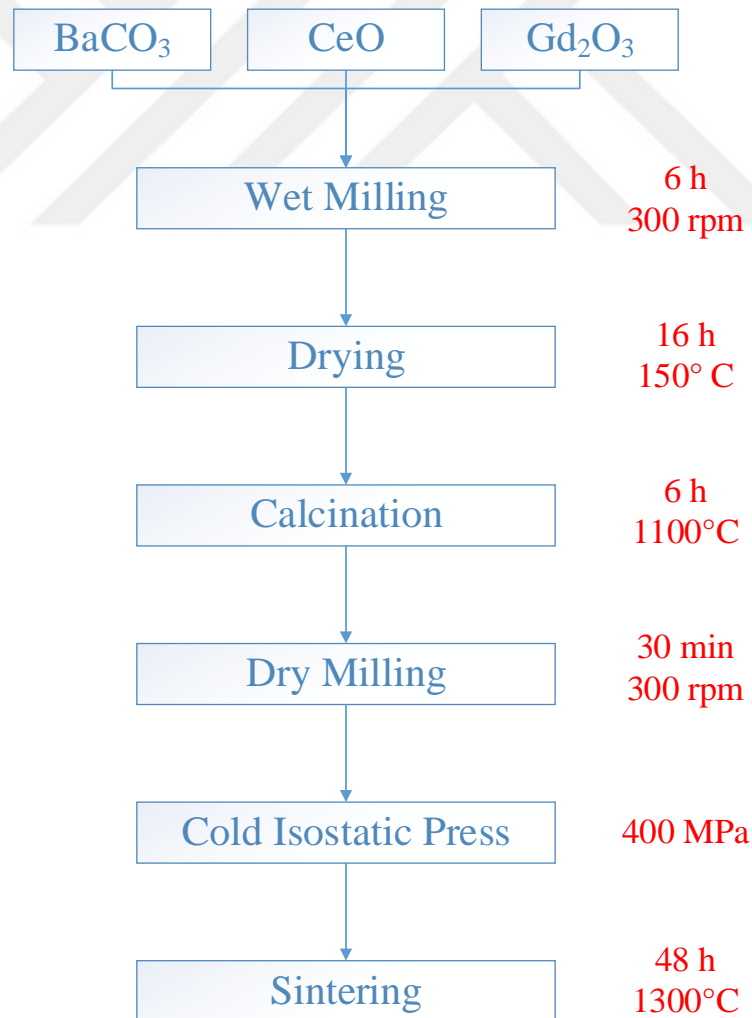 BaCO₃ CeO Gd₂O₃
Wet Milling
6 h
300 rpm
Drying
16 h
150° C
Calcination
6 h
1100°C
Dry Milling
30 min
300 rpm
Cold Isostatic Press
400 MPa
Sintering
48 h
1300°C